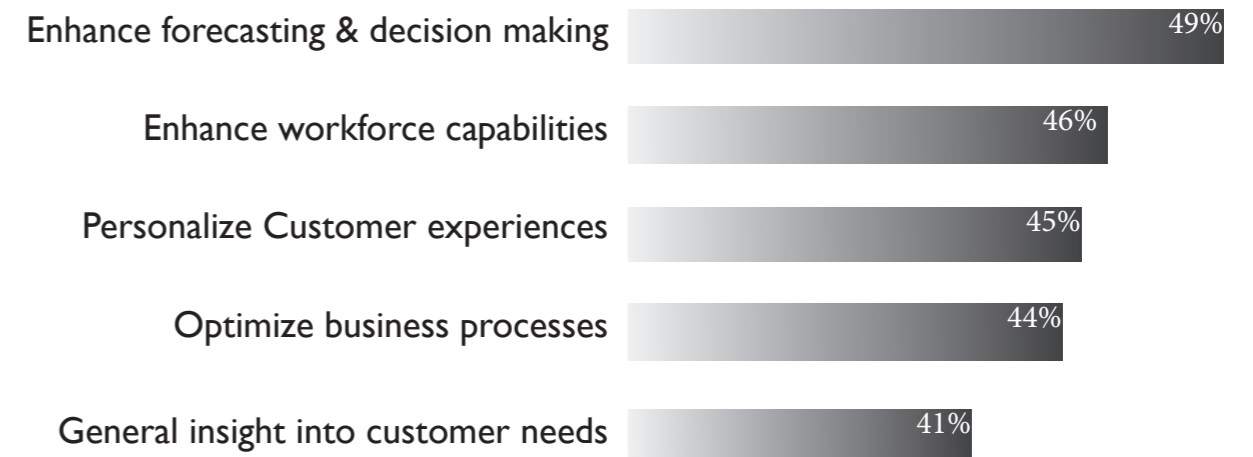 Enhance forecasting & decision making 49%
Enhance workforce capabilities 46%
Personalize Customer experiences 45%
Optimize business processes 44%
General insight into customer needs 41%